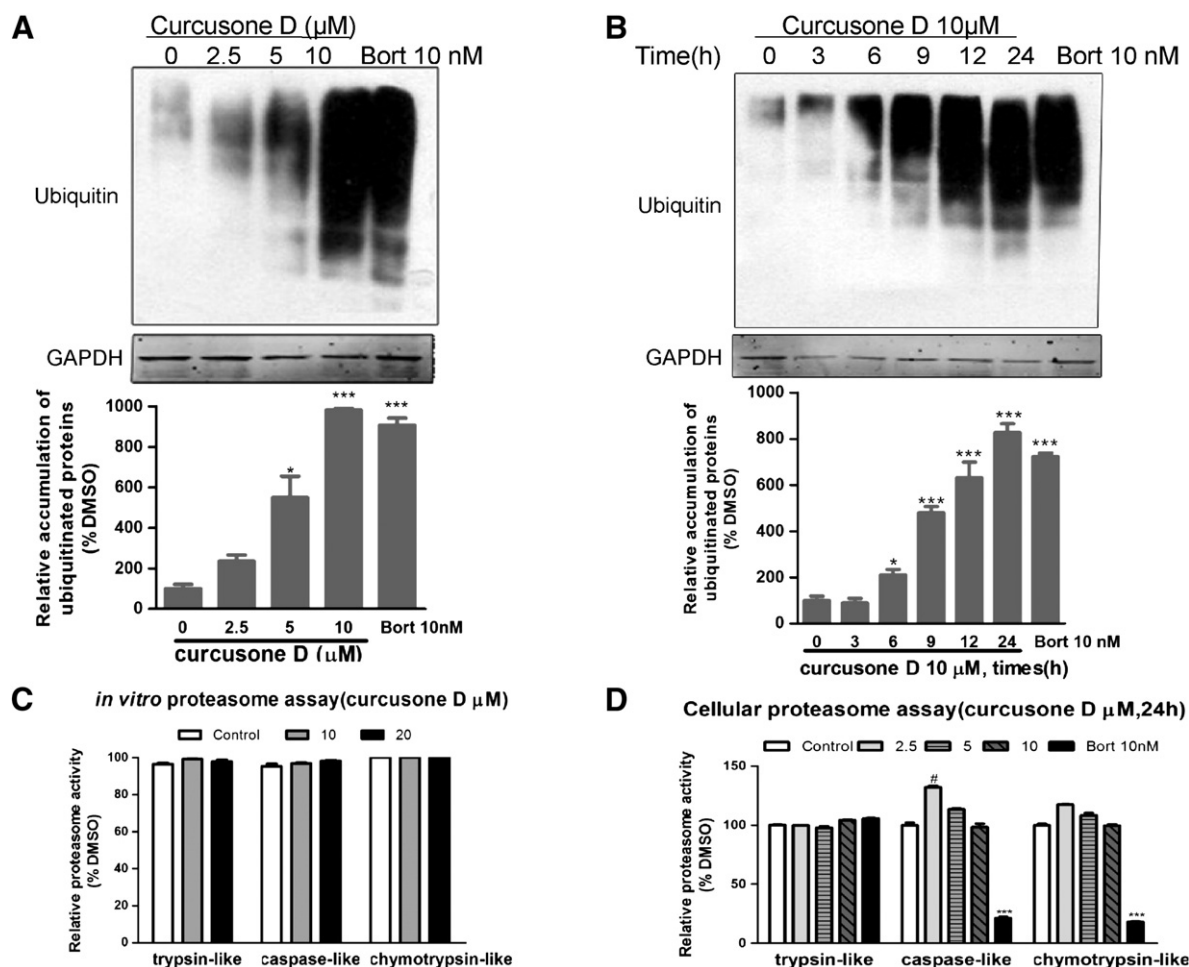 A
Curcusone D (μM)
0 2.5 5 10 Bort 10 nM
Ubiquitin
GAPDH
Relative accumulation of
ubiquitinated proteins
(% DMSO)
1000
800
600
400
200
0
*
***
***
0 2.5 5 10 Bort 10nM
curcusone D (μM)
B
Curcusone D 10μM
Time(h) 0 3 6 9 12 24 Bort 10 nM
Ubiquitin
GAPDH
Relative accumulation of
ubiquitinated proteins
(% DMSO)
1000
800
600
400
200
0
*
***
***
***
***
0 3 6 9 12 24 Bort 10 nM
curcusone D 10 μM, times(h)
C
in vitro proteasome assay(curcusone D μM)
Control 10 20
Relative proteasome activity
(% DMSO)
100
80
60
40
20
0
trypsin-like caspase-like chymotrypsin-like
D
Cellular proteasome assay(curcusone D μM,24h)
Control 2.5 5 10 Bort 10nM
Relative proteasome activity
(% DMSO)
150
100
50
0
#
***
***
trypsin-like caspase-like chymotrypsin-like